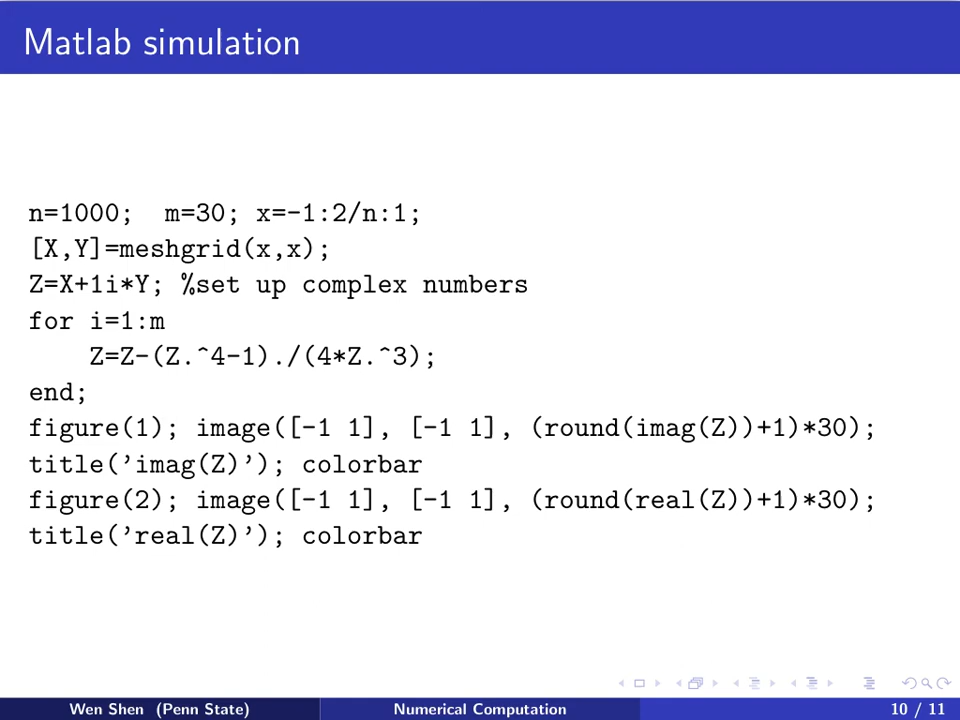 Matlab simulation
n=1000;  m=30; x=-1:2/n:1;
[X,Y]=meshgrid(x,x);
Z=X+1i*Y; %set up complex numbers
for i=1:m
    Z=Z-(Z.^4-1)./(4*Z.^3);
end;
figure(1); image([-1 1], [-1 1], (round(imag(Z))+1)*30);
title('imag(Z)'); colorbar
figure(2); image([-1 1], [-1 1], (round(real(Z))+1)*30);
title('real(Z)'); colorbar
Wen Shen (Penn State) Numerical Computation 10 / 11